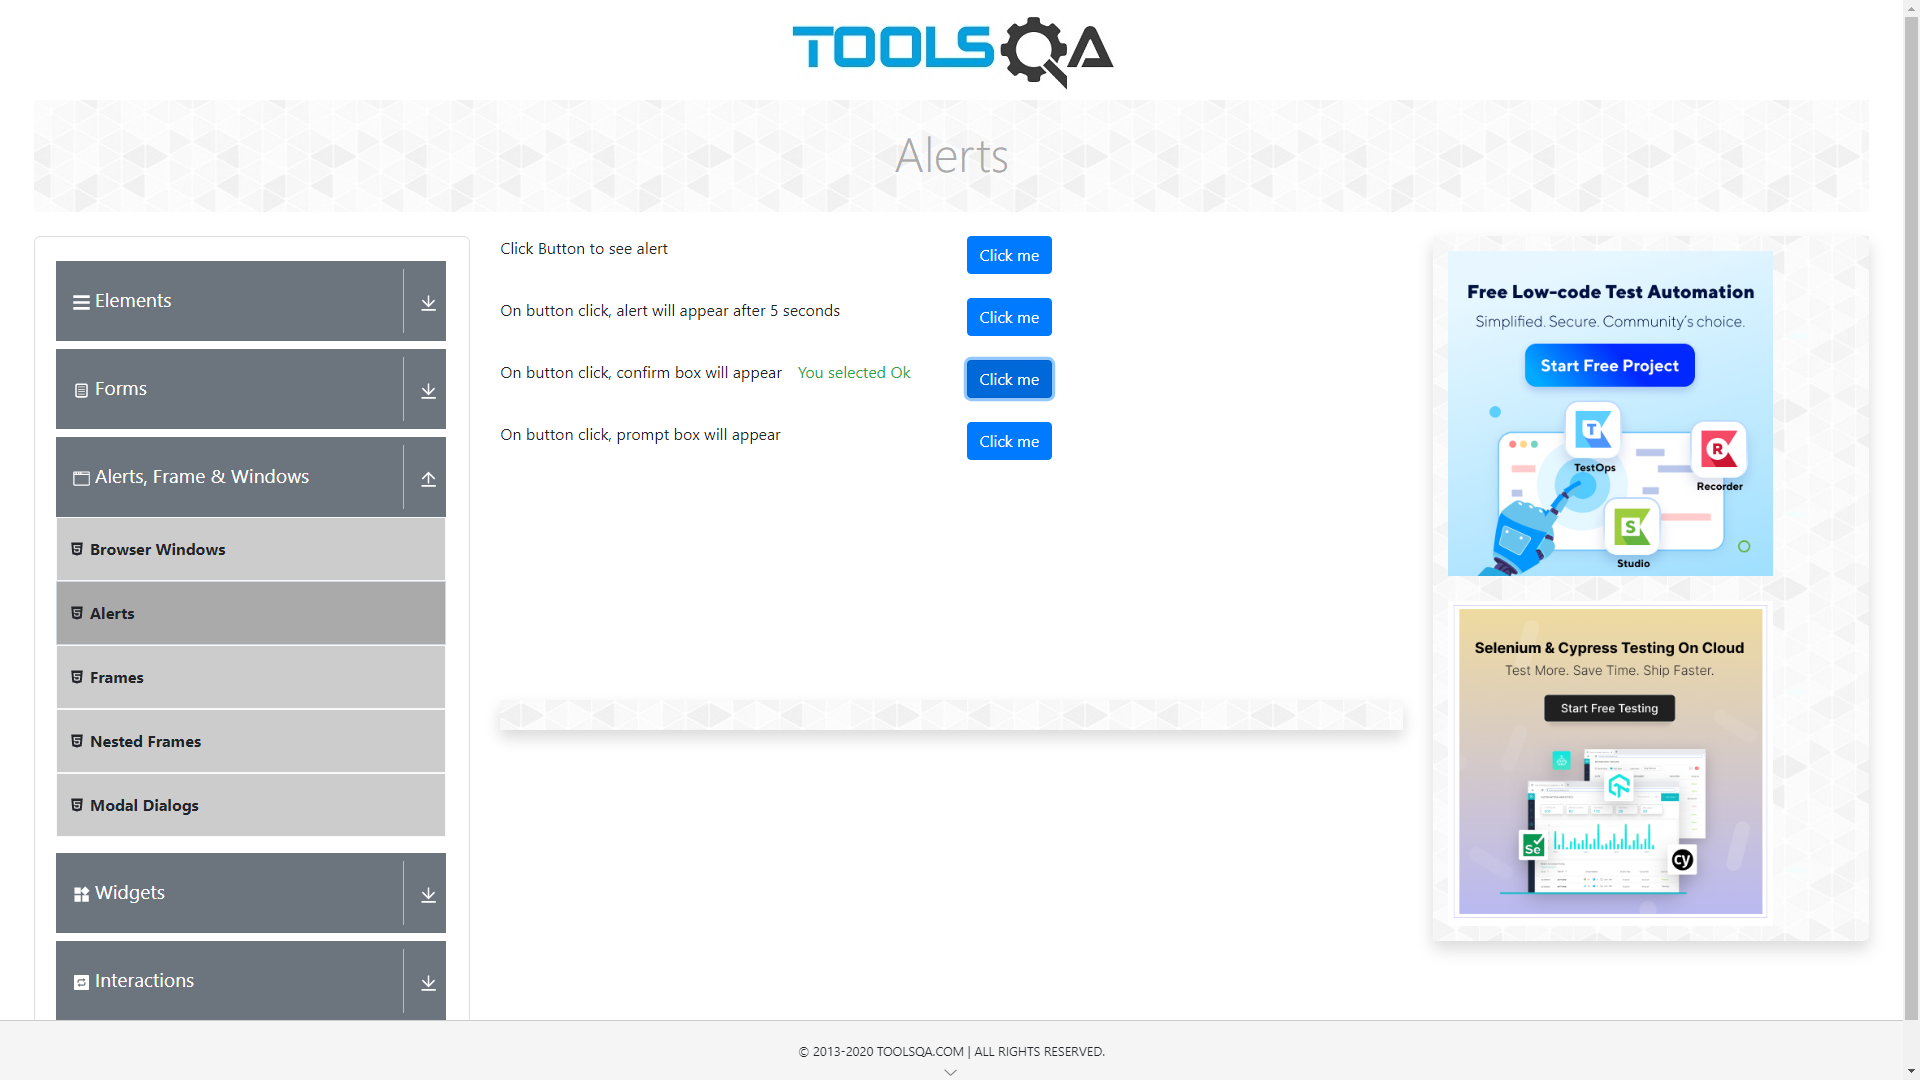 TOOLSQA
Alerts
Elements
Forms
Alerts, Frame & Windows
Browser Windows
Alerts
Frames
Nested Frames
Modal Dialogs
Widgets
Interactions
Click Button to see alert
Click me
On button click, alert will appear after 5 seconds
Click me
On button click, confirm box will appear You selected Ok
Click me
On button click, prompt box will appear
Click me
Free Low-code Test Automation
Simplified. Secure. Community's choice.
Start Free Project
T
TestOps
R
Recorder
S
Studio
Selenium & Cypress Testing On Cloud
Test More. Save Time. Ship Faster.
Start Free Testing
Se
cy
© 2013-2020 TOOLSQA.COM | ALL RIGHTS RESERVED.